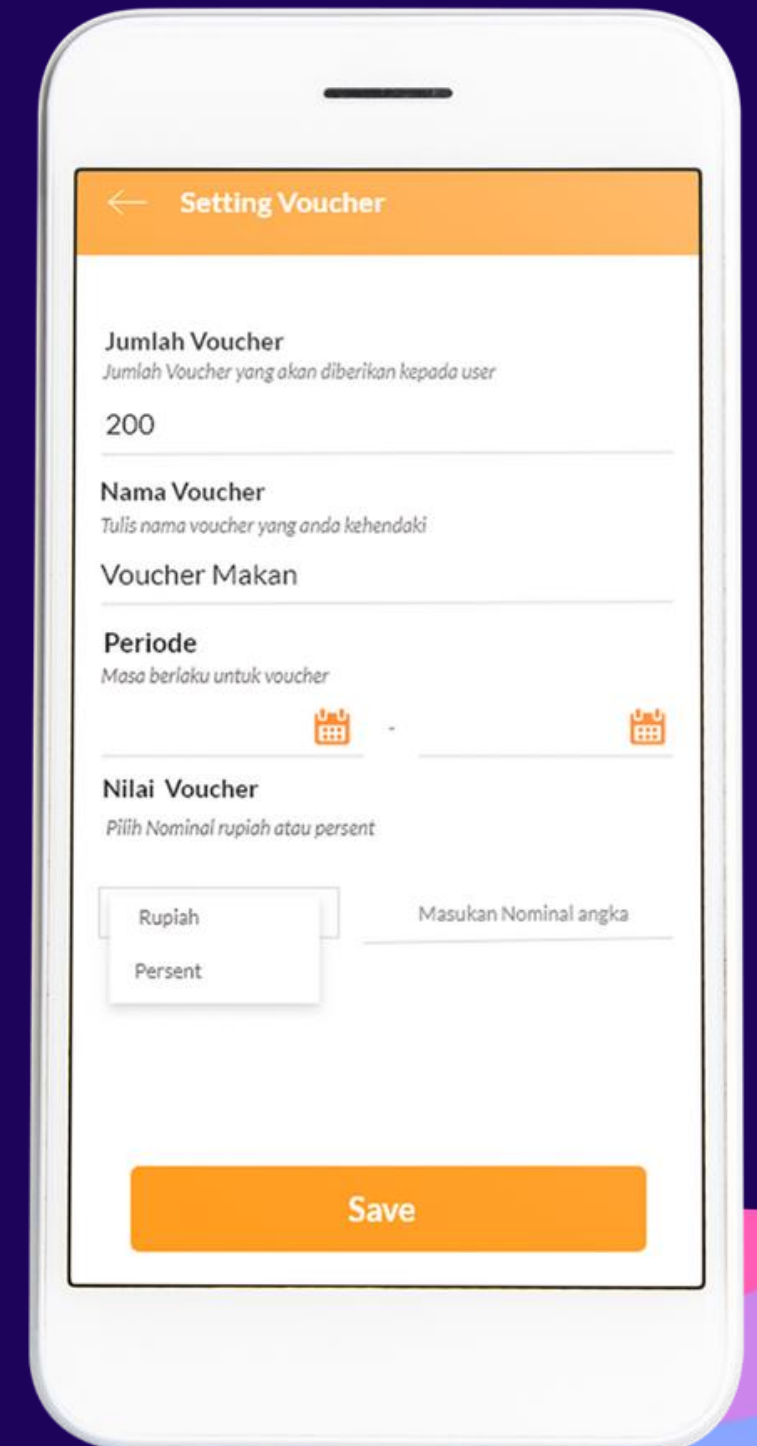 Setting Voucher
Jumlah Voucher
Jumlah Voucher yang akan diberikan kepada user
200
Nama Voucher
Tulis nama voucher yang anda kehendaki
Voucher Makan
Periode
Masa berlaku untuk voucher
-
Nilai Voucher
Pilih Nominal rupiah atau persent
Rupiah
Masukan Nominal angka
Persent
Save